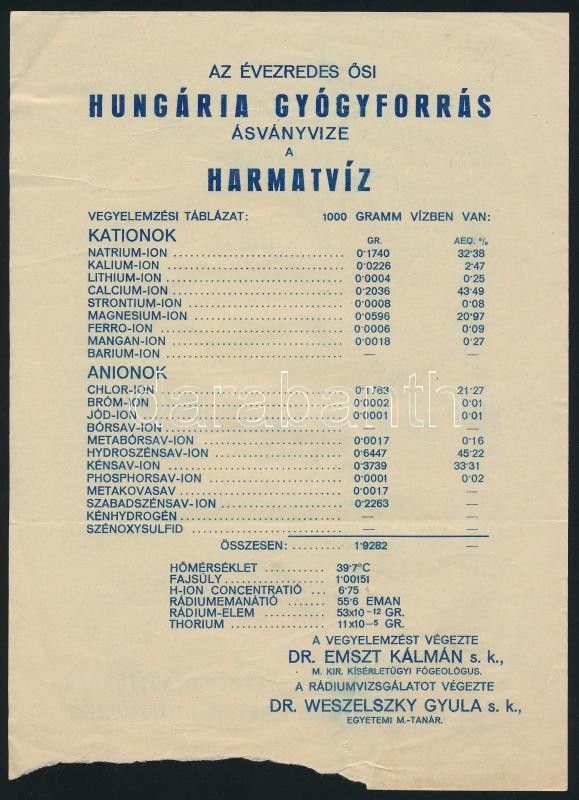 AZ ÉVEZREDES ŐSI
HUNGÁRIA GYÓGYFORRÁS
ÁSVÁNYVIZE
A
HARMATVÍZ
VEGYELEMZÉSI TÁBLÁZAT: 1000 GRAMM VÍZBEN VAN:
KATIONOK GR. AEQ. %
NATRIUM-ION 0·1740 32·38
KALIUM-ION 0·0226 2·47
LITHIUM-ION 0·0004 0·25
CALCIUM-ION 0·2036 43·49
STRONTIUM-ION 0·0008 0·08
MAGNESIUM-ION 0·0596 20·97
FERRO-ION 0·0006 0·09
MANGAN-ION 0·0018 0·27
BARIUM-ION — —
ANIONOK
CHLOR-ION 0·1763 21·27
BRÓM-ION 0·0002 0·01
JÓD-ION 0·0001 0·01
BÓRSAV-ION — —
METABÓRSAV-ION 0·0017 0·16
HYDROSZÉNSAV-ION 0·6447 45·22
KÉNSAV-ION 0·3739 33·31
PHOSPHORSAV-ION 0·0001 0·02
METAKOVASAV 0·0017 —
SZABADSZÉNSAV-ION 0·2263 —
KÉNHYDROGÉN — —
SZÉNOXYSULFID — —
ÖSSZESEN: 1·9282 —
HŐMÉRSÉKLET 39·7°C
FAJSÚLY 1·00151
H-ION CONCENTRATIÓ 6·75
RÁDIUMEMANÁTIÓ 55·6 EMAN
RÁDIUM-ELEM 53x10⁻¹² GR.
THORIUM 11x10⁻⁵ GR.
A VEGYELEMZÉST VÉGEZTE
DR. EMSZT KÁLMÁN s. k.,
M. KIR. KÍSÉRLETÜGYI FŐGEOLÓGUS.
A RÁDIUMVIZSGÁLATOT VÉGEZTE
DR. WESZELSZKY GYULA s. k.,
EGYETEMI M.-TANÁR.
darabanth